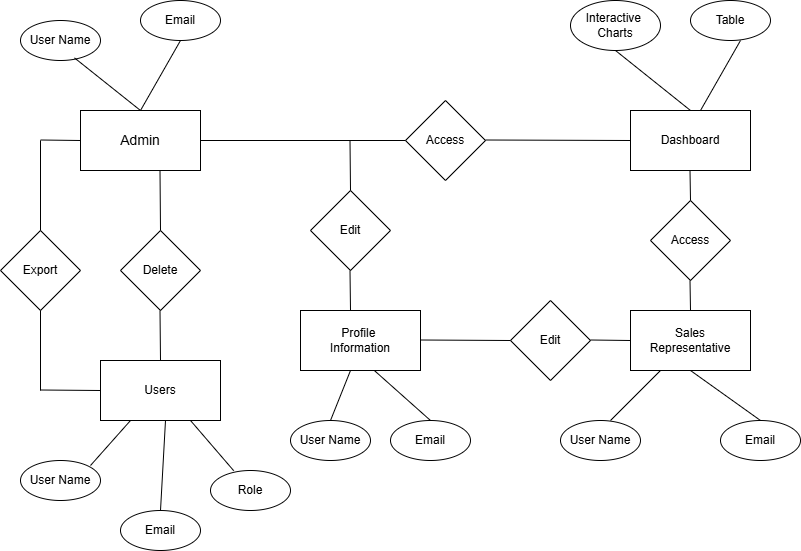 Email
User Name
Interactive
Charts
Table
Admin
Access
Dashboard
Edit
Access
Export
Delete
Profile
Information
Edit
Sales
Representative
Users
User Name
Email
User Name
Email
User Name
Role
Email